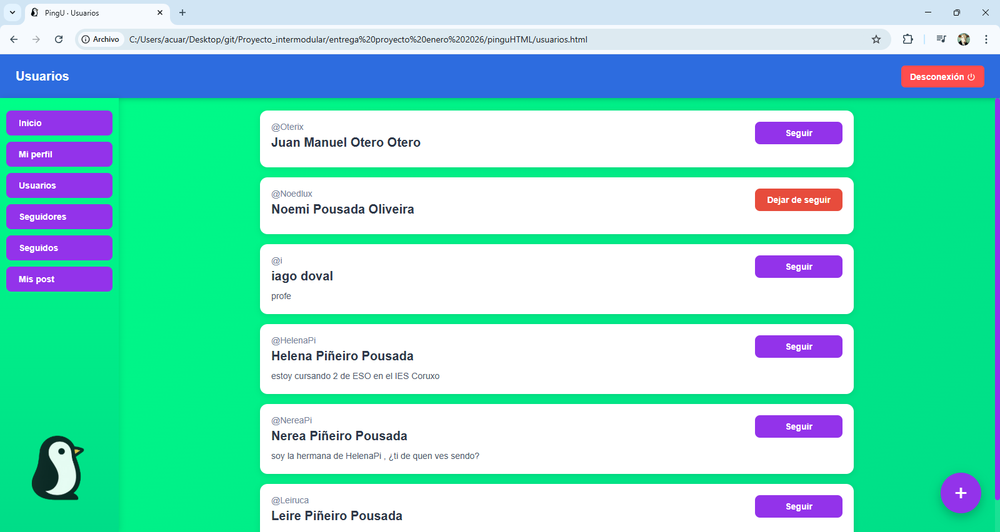 PingU · Usuarios
Archivo
C:/Users/acuar/Desktop/git/Proyecto_intermodular/entrega%20proyecto%20enero%202026/pinguHTML/usuarios.html
Usuarios
Desconexión
Inicio
Mi perfil
Usuarios
Seguidores
Seguidos
Mis post
@Oterix
Juan Manuel Otero Otero
Seguir
@Noedlux
Noemi Pousada Oliveira
Dejar de seguir
@i
iago doval
profe
Seguir
@HelenaPi
Helena Piñeiro Pousada
estoy cursando 2 de ESO en el IES Coruxo
Seguir
@NereaPi
Nerea Piñeiro Pousada
soy la hermana de HelenaPi , ¿ti de quen ves sendo?
Seguir
@Leiruca
Leire Piñeiro Pousada
Seguir
+